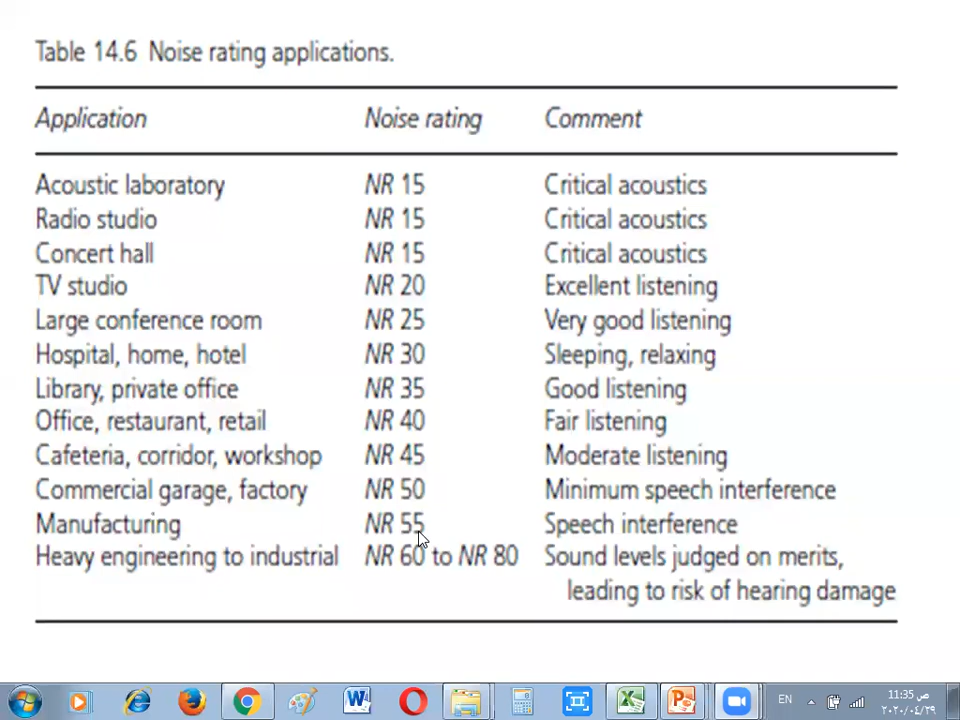 Table 14.6 Noise rating applications.
Application Noise rating Comment
Acoustic laboratory NR 15 Critical acoustics
Radio studio NR 15 Critical acoustics
Concert hall NR 15 Critical acoustics
TV studio NR 20 Excellent listening
Large conference room NR 25 Very good listening
Hospital, home, hotel NR 30 Sleeping, relaxing
Library, private office NR 35 Good listening
Office, restaurant, retail NR 40 Fair listening
Cafeteria, corridor, workshop NR 45 Moderate listening
Commercial garage, factory NR 50 Minimum speech interference
Manufacturing NR 55 Speech interference
Heavy engineering to industrial NR 60 to NR 80 Sound levels judged on merits,
leading to risk of hearing damage
EN
11:35 ص
٢٠٢٠/٠٤/٢٩